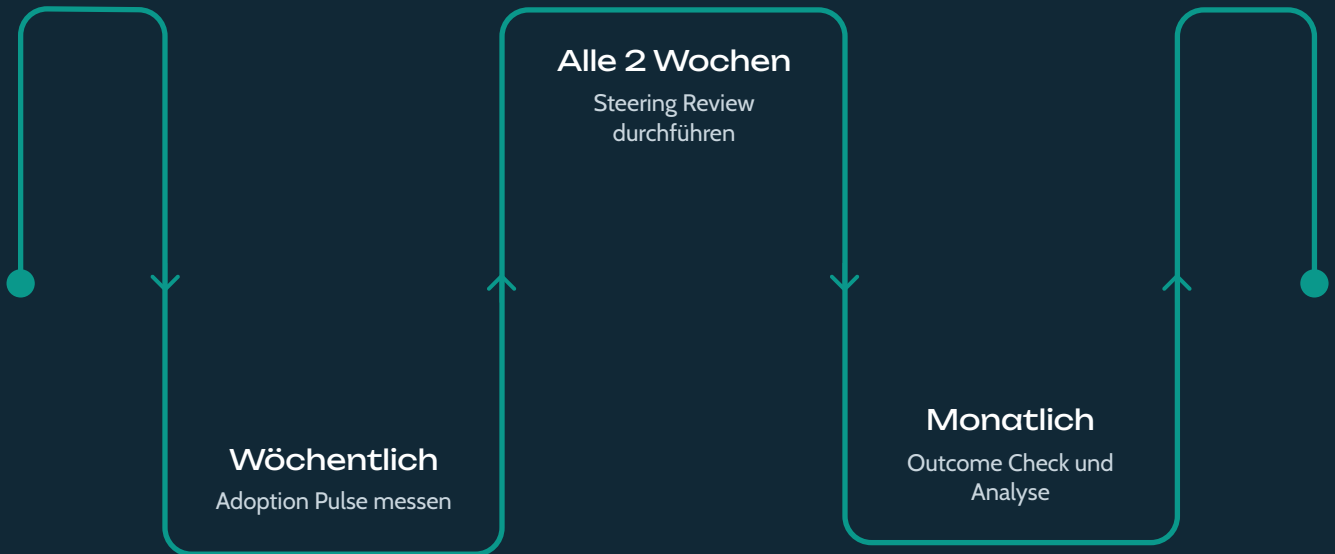 Wöchentlich
Adoption Pulse messen
Alle 2 Wochen
Steering Review
durchführen
Monatlich
Outcome Check und
Analyse